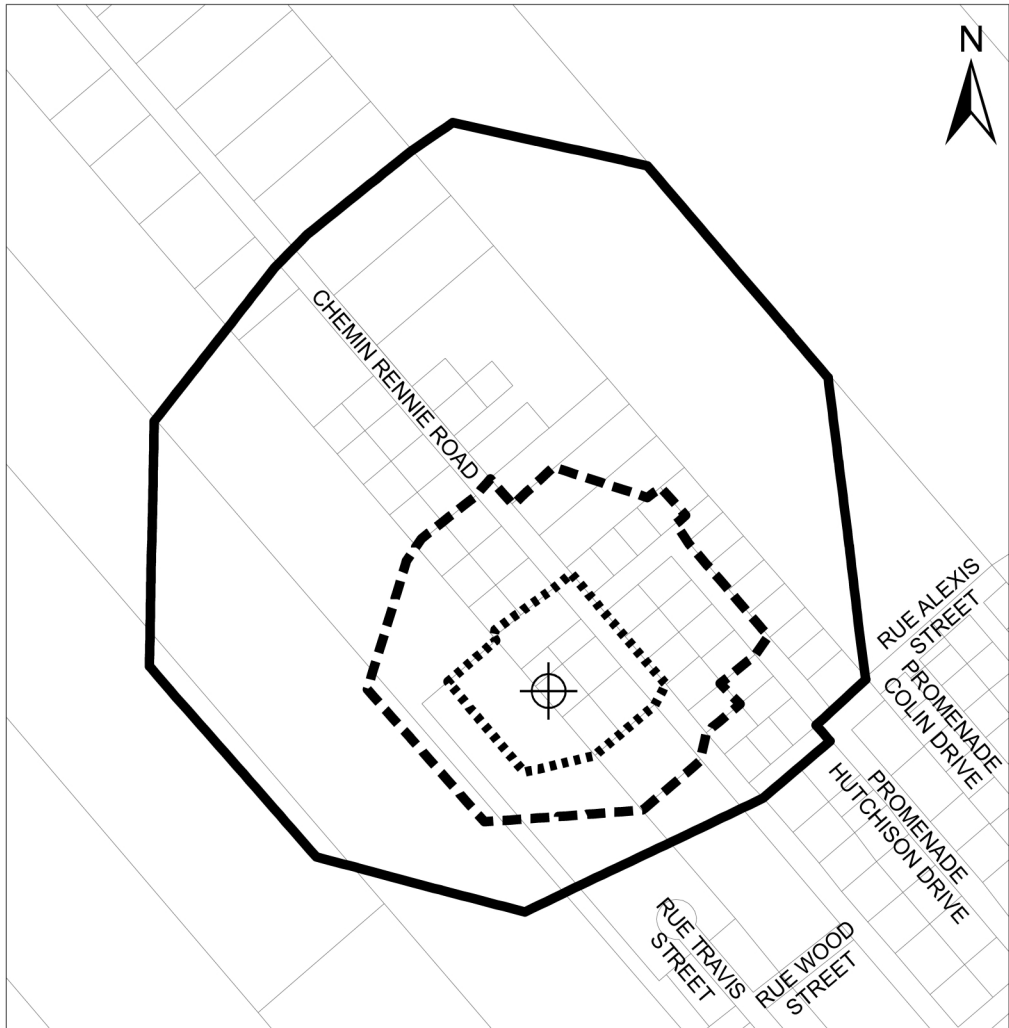 N
CHEMIN RENNIE ROAD
RUE ALEXIS
STREET
PROMENADE
COLIN DRIVE
PROMENADE
HUTCHISON DRIVE
RUE TRAVIS
STREET
RUE WOOD
STREET